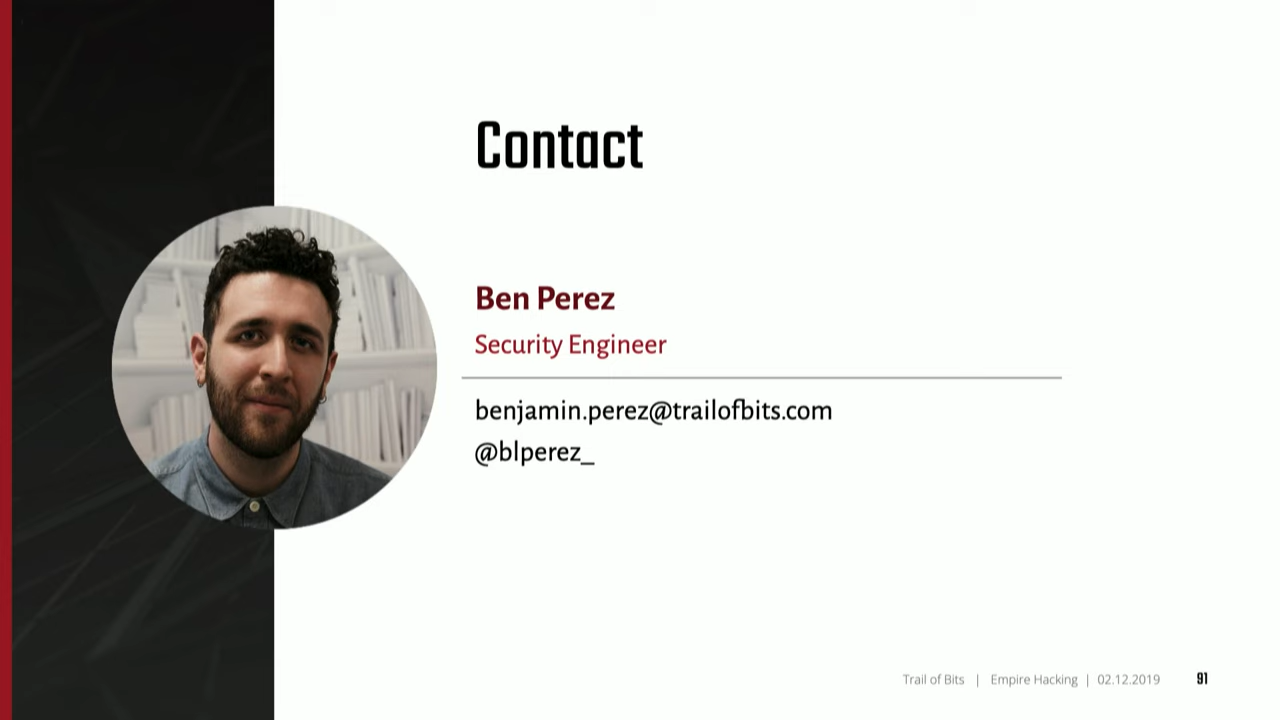 Contact
Ben Perez
Security Engineer
benjamin.perez@trailofbits.com
@blperez_
Trail of Bits | Empire Hacking | 02.12.2019 91